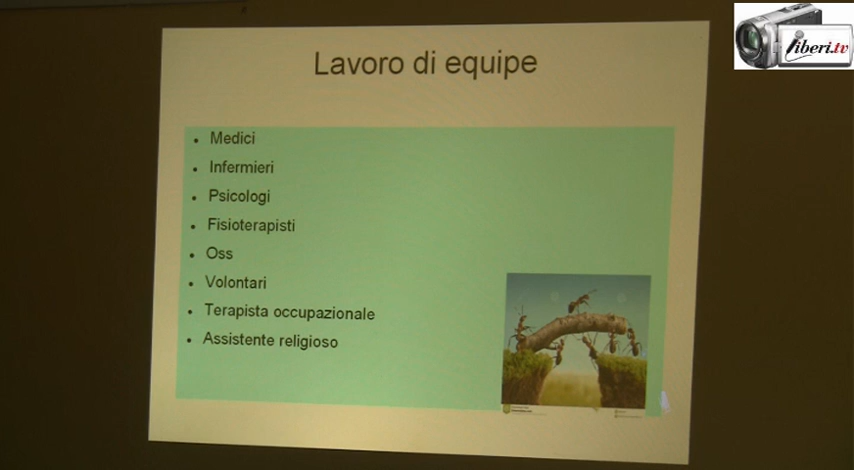 Lavoro di equipe
Medici
Infermieri
Psicologi
Fisioterapisti
Oss
Volontari
Terapista occupazionale
Assistente religioso
liberi.tv